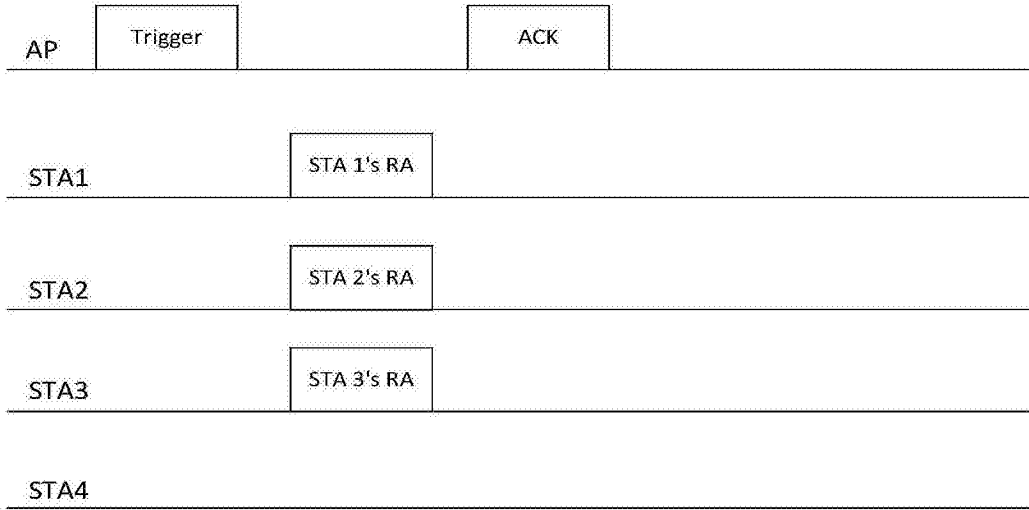 AP
Trigger
ACK
STA1
STA 1's RA
STA2
STA 2's RA
STA3
STA 3's RA
STA4